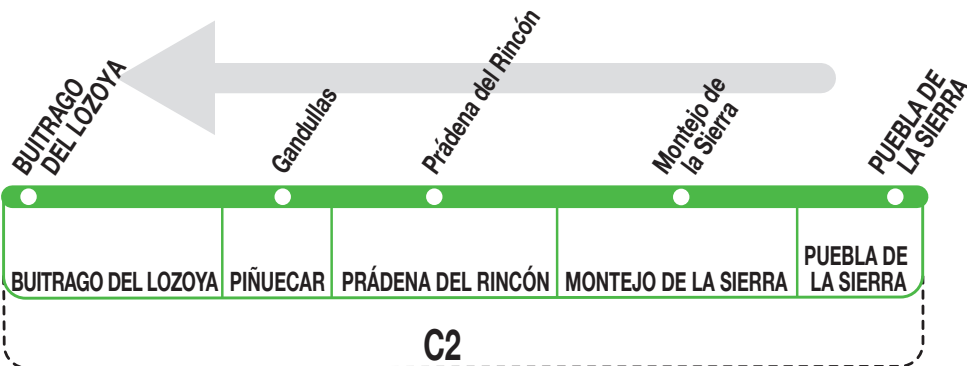 BUITRAGO
DEL LOZOYA
Gandullas
Prádena del Rincón
Montejo de
la Sierra
PUEBLA DE
LA SIERRA
BUITRAGO DEL LOZOYA
PIÑUECAR
PRÁDENA DEL RINCÓN
MONTEJO DE LA SIERRA
PUEBLA DE
LA SIERRA
C2